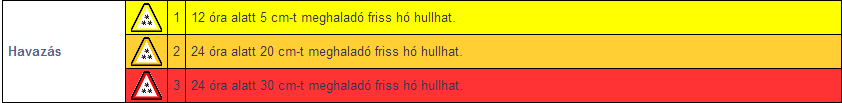 Havazás
1 12 óra alatt 5 cm-t meghaladó friss hó hullhat.
2 24 óra alatt 20 cm-t meghaladó friss hó hullhat.
3 24 óra alatt 30 cm-t meghaladó friss hó hullhat.